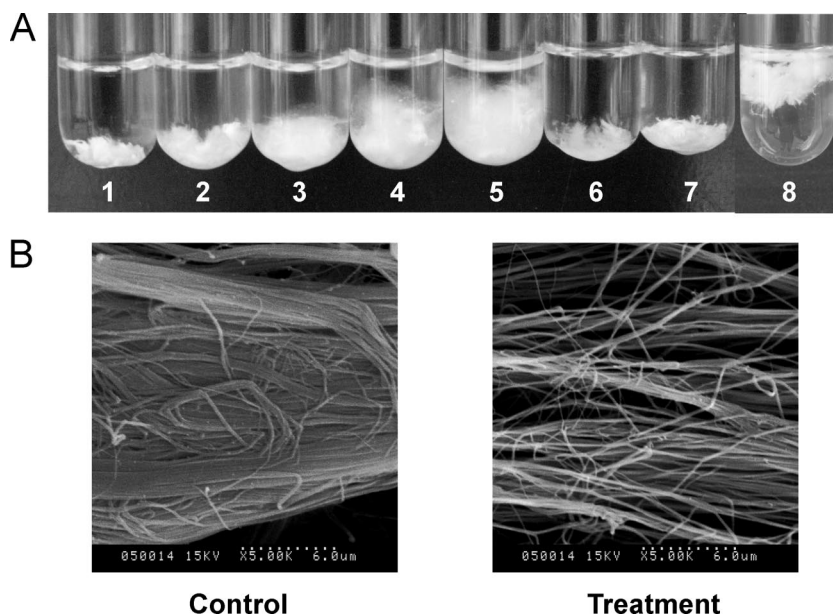 A
1 2 3 4 5 6 7 8
B
050014 15KV X5.00K 6.0um
050014 15KV X5.00K 6.0um
Control
Treatment